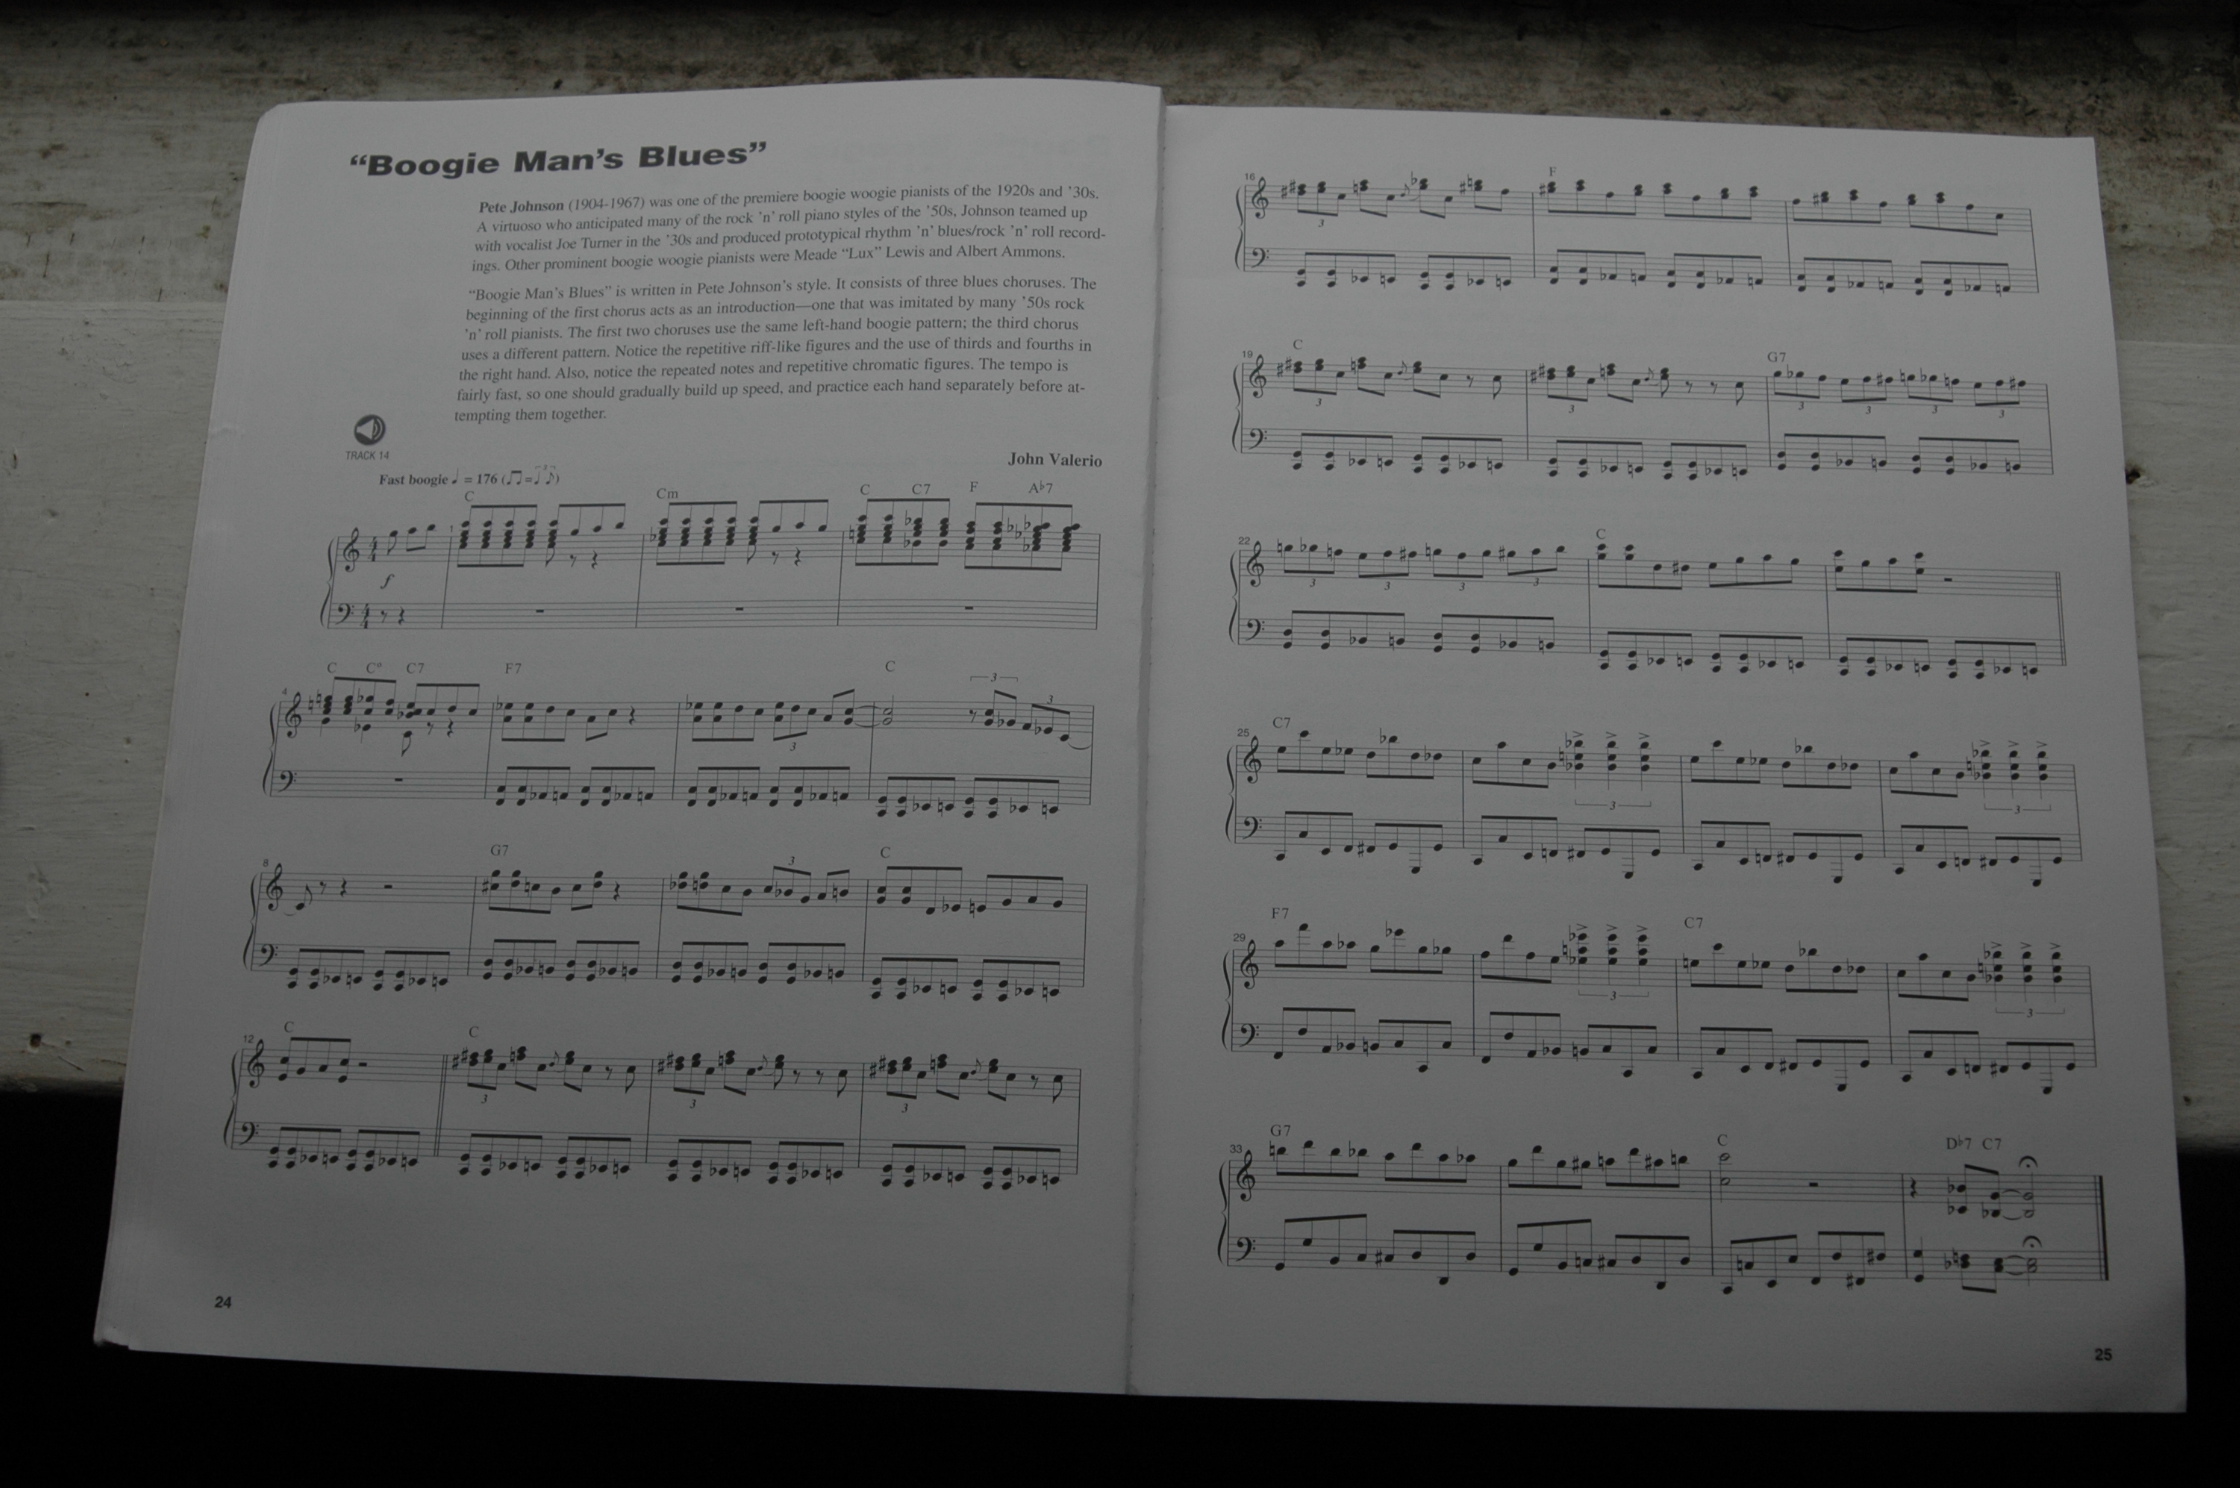 “Boogie Man’s Blues”
Pete Johnson (1904-1967) was one of the premiere boogie woogie pianists of the 1920s and ’30s.
A virtuoso who anticipated many of the rock ’n’ roll piano styles of the ’50s, Johnson teamed up
with vocalist Joe Turner in the ’30s and produced prototypical rhythm ’n’ blues/rock ’n’ roll record-
ings. Other prominent boogie woogie pianists were Meade “Lux” Lewis and Albert Ammons.
“Boogie Man’s Blues” is written in Pete Johnson’s style. It consists of three blues choruses. The
beginning of the first chorus acts as an introduction—one that was imitated by many ’50s rock
’n’ roll pianists. The first two choruses use the same left-hand boogie pattern; the third chorus
uses a different pattern. Notice the repetitive riff-like figures and the use of thirds and fourths in
the right hand. Also, notice the repeated notes and repetitive chromatic figures. The tempo is
fairly fast, so one should gradually build up speed, and practice each hand separately before at-
tempting them together.
TRACK 14
John Valerio
Fast boogie ♩ = 176 (♫=♩♪)
3
C Cm C C7 F A♭7
1
4 4
f
4 4
C C° C7 F7 C
4
3 3
3
G7 C
8
3
C C
12
3 3 3
24
F
16
3
C G7
19
3 3 3 3 3 3
C
22
3 3 3 3
C7
25
3 3
F7 C7
29
3 3
G7 C D♭7 C7
33
25